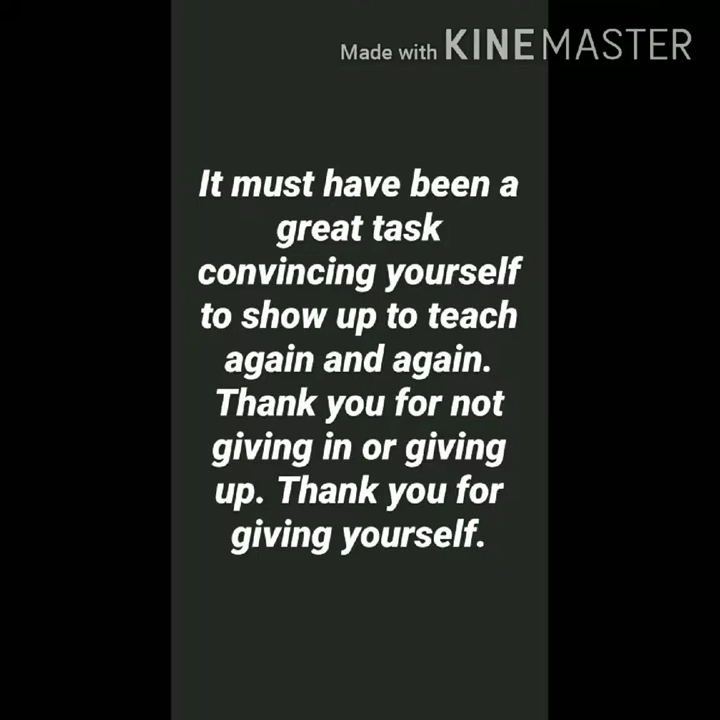 Made with KINEMASTER
It must have been a
great task
convincing yourself
to show up to teach
again and again.
Thank you for not
giving in or giving
up. Thank you for
giving yourself.